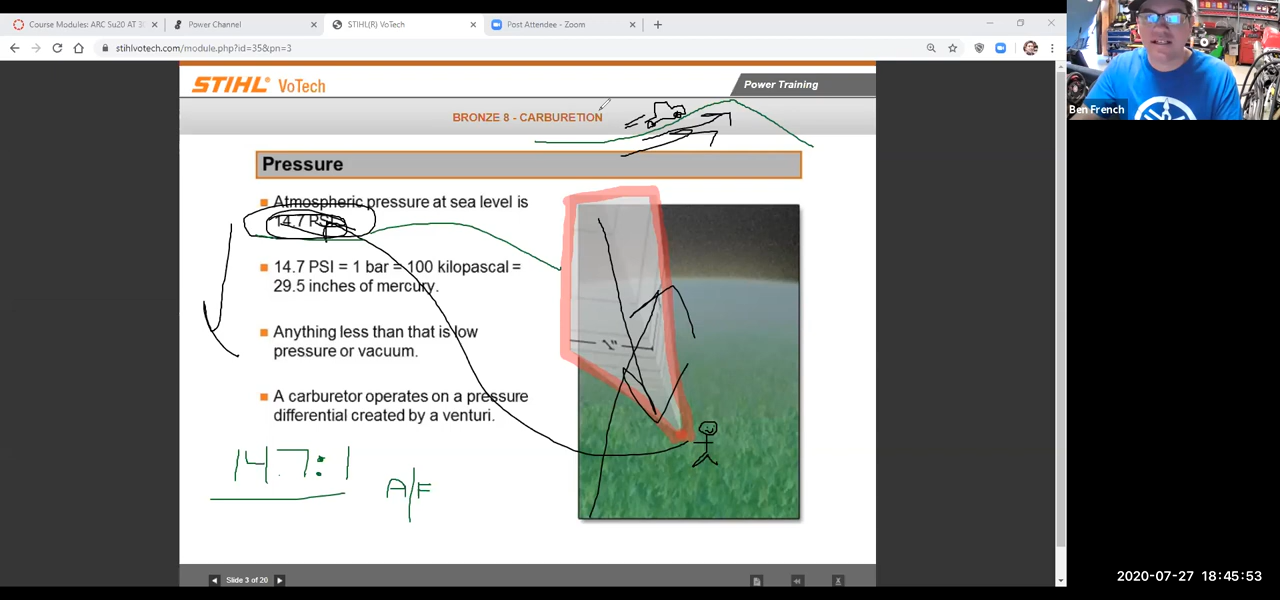 Course Modules: ARC Su20 AT 3
Power Channel
STIHL(R) VoTech
Post Attendee - Zoom
stihlvotech.com/module.php?id=35&pn=3
STIHL® VoTech
Power Training
BRONZE 8 - CARBURETION
Pressure
Atmospheric pressure at sea level is
14.7 PSI.
14.7 PSI = 1 bar = 100 kilopascal =
29.5 inches of mercury.
Anything less than that is low
pressure or vacuum.
A carburetor operates on a pressure
differential created by a venturi.
1"
14.7:1
A/F
Slide 3 of 20
Ben French
2020-07-27 18:45:53